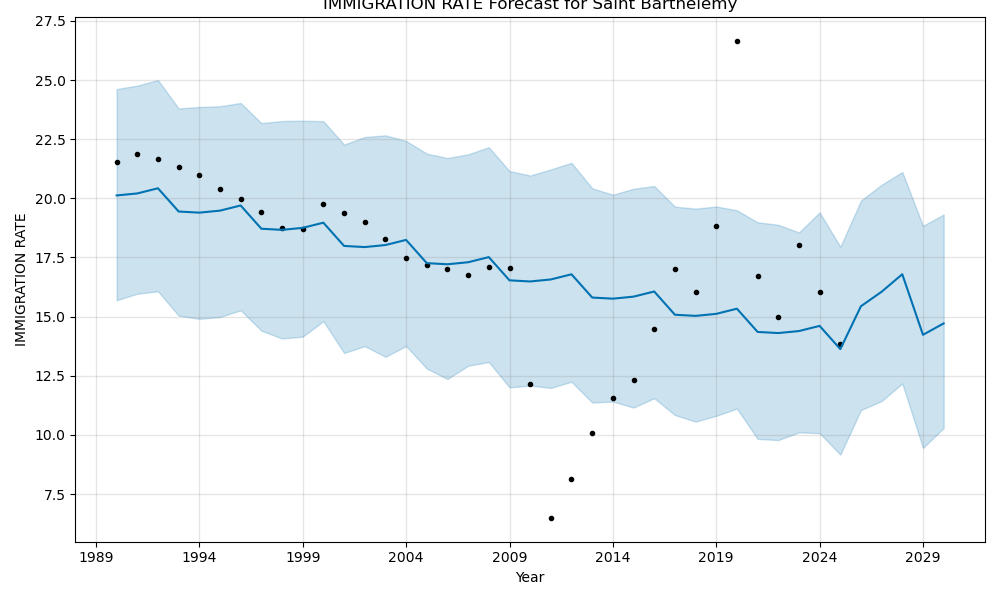 IMMIGRATION RATE Forecast for Saint Barthelemy
27.5
25.0
22.5
20.0
17.5
15.0
12.5
10.0
7.5
IMMIGRATION RATE
1989 1994 1999 2004 2009 2014 2019 2024 2029
Year